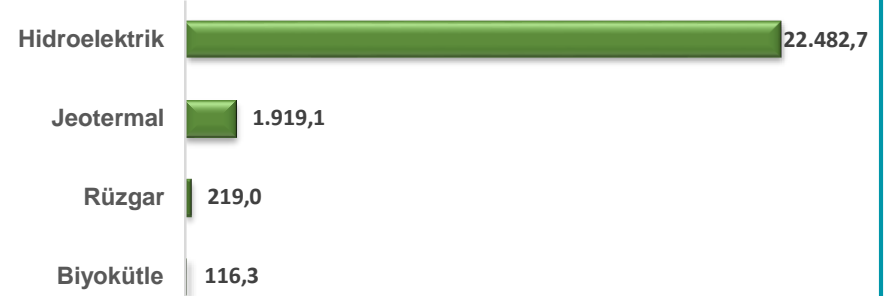 Hidroelektrik 22.482,7
Jeotermal 1.919,1
Rüzgar 219,0
Biyokütle 116,3